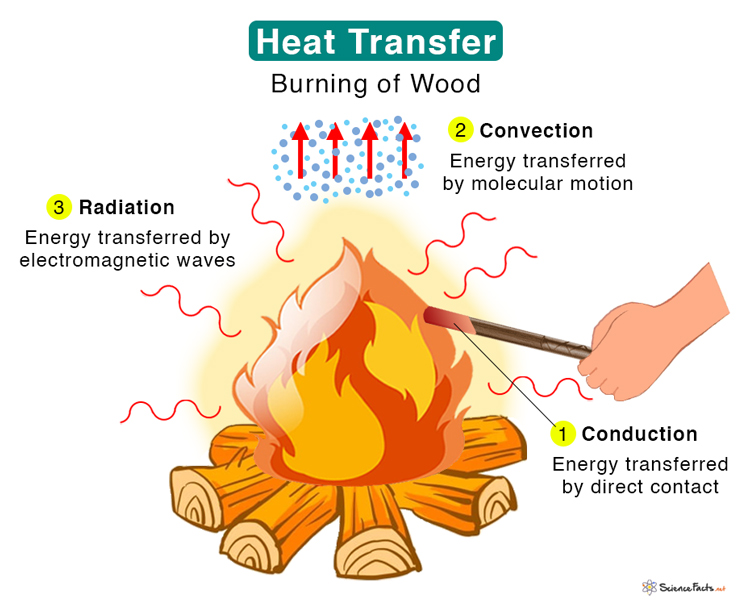 Heat Transfer
Burning of Wood
2 Convection
Energy transferred
by molecular motion
3 Radiation
Energy transferred by
electromagnetic waves
1 Conduction
Energy transferred
by direct contact
ScienceFacts.net